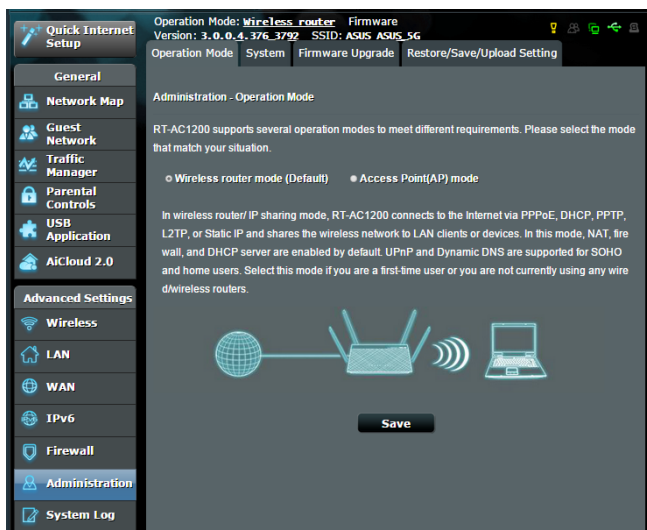 Quick Internet
Setup
Operation Mode: Wireless router Firmware
Version: 3.0.0.4.376_3792 SSID: ASUS ASUS_5G
Operation Mode System Firmware Upgrade Restore/Save/Upload Setting
General
Network Map
Guest
Network
Traffic
Manager
Parental
Controls
USB
Application
AiCloud 2.0
Advanced Settings
Wireless
LAN
WAN
IPv6
Firewall
Administration
System Log
Administration - Operation Mode
RT-AC1200 supports several operation modes to meet different requirements. Please select the mode
that match your situation.
Wireless router mode (Default) Access Point(AP) mode
In wireless router/ IP sharing mode, RT-AC1200 connects to the Internet via PPPoE, DHCP, PPTP,
L2TP, or Static IP and shares the wireless network to LAN clients or devices. In this mode, NAT, fire
wall, and DHCP server are enabled by default. UPnP and Dynamic DNS are supported for SOHO
and home users. Select this mode if you are a first-time user or you are not currently using any wire
d/wireless routers.
Save